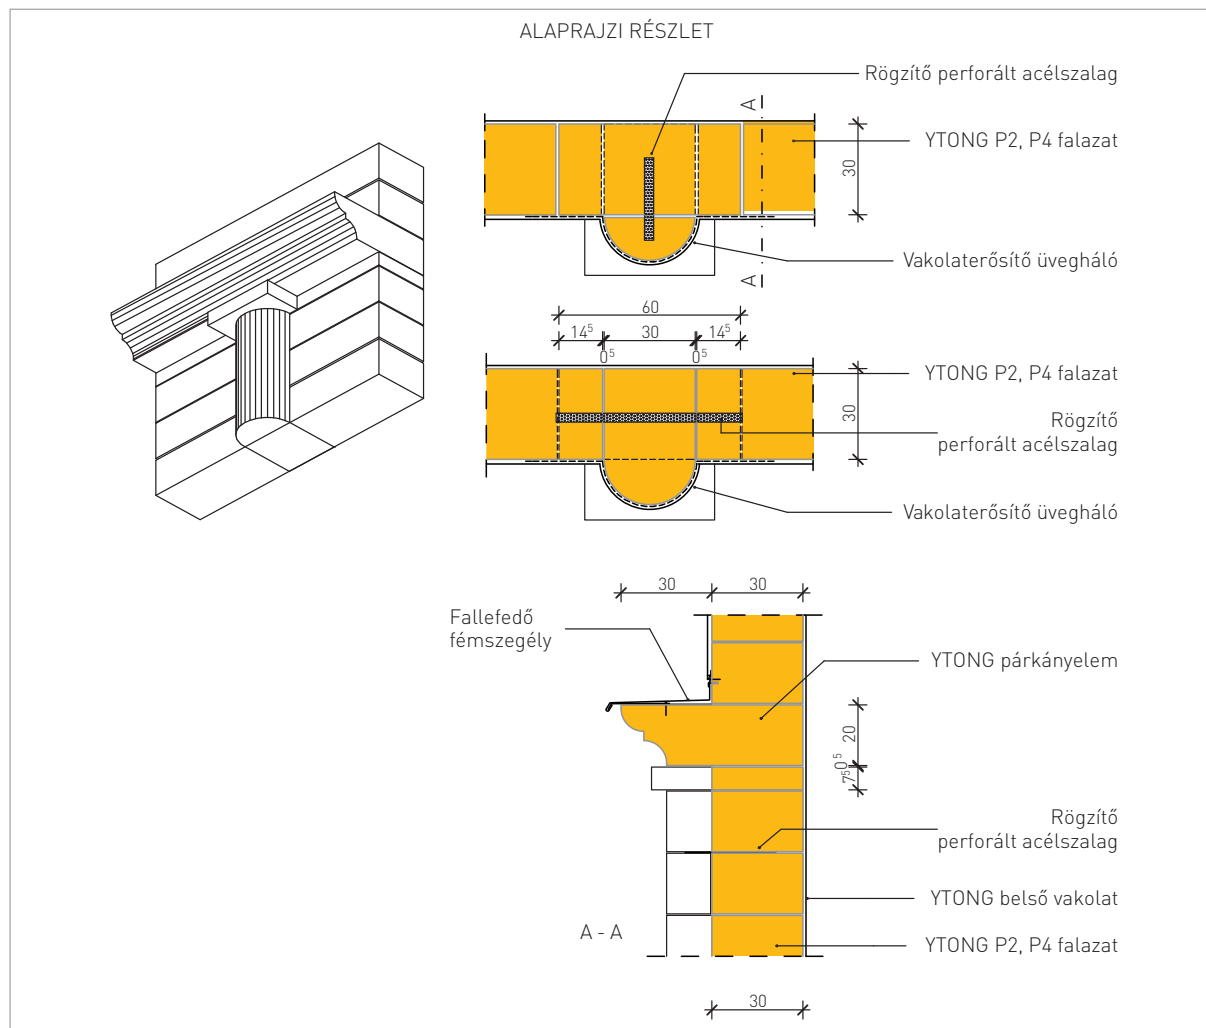 ALAPRAJZI RÉSZLET
Rögzítő perforált acélszalag
A
YTONG P2, P4 falazat
30
Vakolaterősítő üvegháló
A
60
14⁵ 30 14⁵
0⁵ 0⁵
YTONG P2, P4 falazat
30
Rögzítő
perforált acélszalag
Vakolaterősítő üvegháló
30 30
Fallefedő
fémszegély
YTONG párkányelem
20
0⁵
7⁵
Rögzítő
perforált acélszalag
YTONG belső vakolat
A - A
YTONG P2, P4 falazat
30